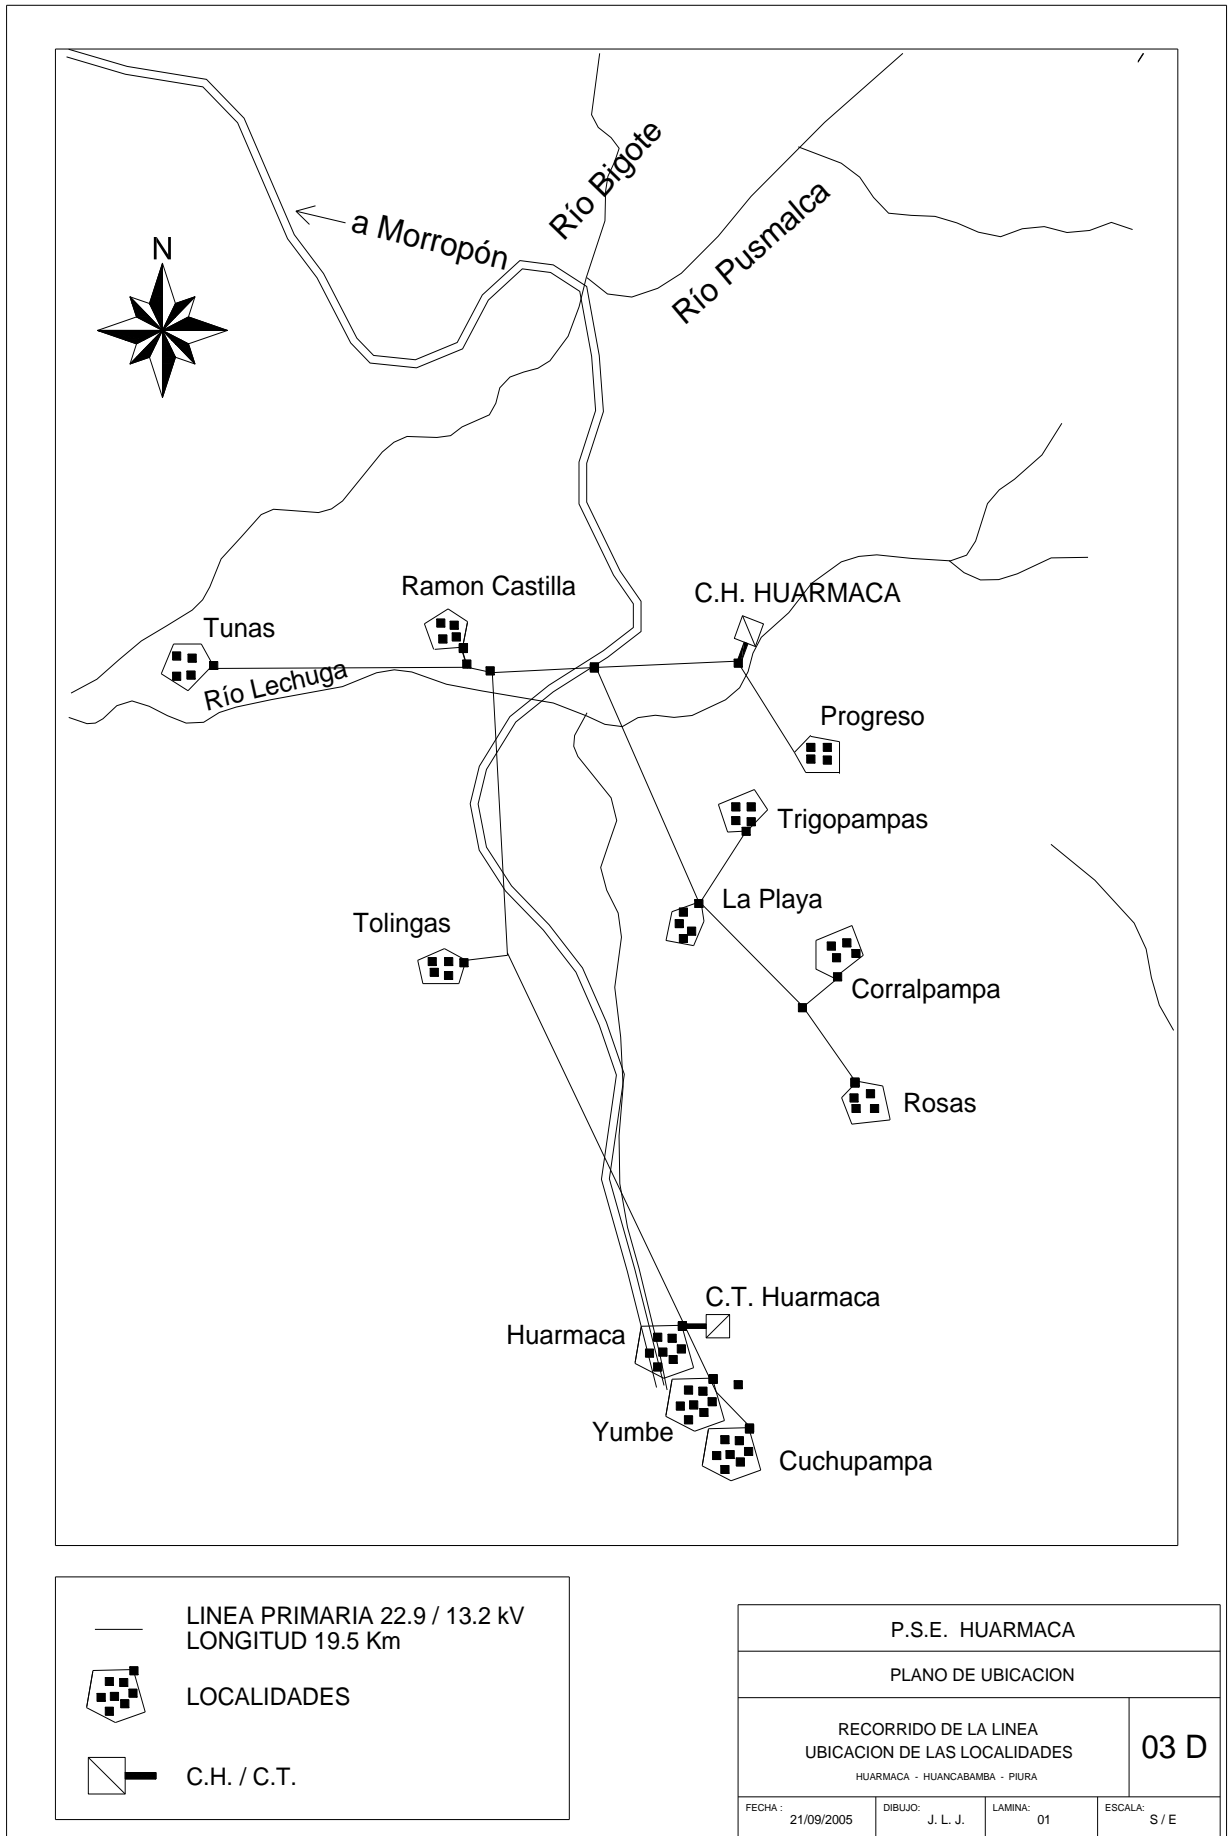 Río Bigote
Río Pusmalca
a Morropón
N
Ramon Castilla
C.H. HUARMACA
Tunas
Río Lechuga
Progreso
Trigopampas
La Playa
Tolingas
Corralpampa
Rosas
C.T. Huarmaca
Huarmaca
Yumbe
Cuchupampa
LINEA PRIMARIA 22.9 / 13.2 kV
LONGITUD 19.5 Km
LOCALIDADES
C.H. / C.T.
P.S.E. HUARMACA
PLANO DE UBICACION
RECORRIDO DE LA LINEA
UBICACION DE LAS LOCALIDADES
HUARMACA - HUANCABAMBA - PIURA
03 D
FECHA : 21/09/2005
DIBUJO: J. L. J.
LAMINA: 01
ESCALA: S / E